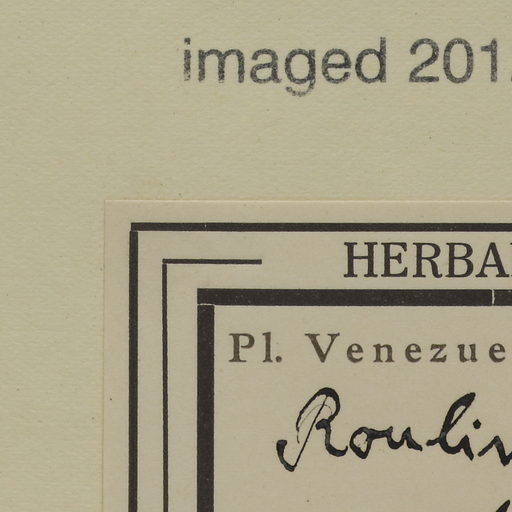 imaged 201
HERBA
Pl. Venezue
Roulin